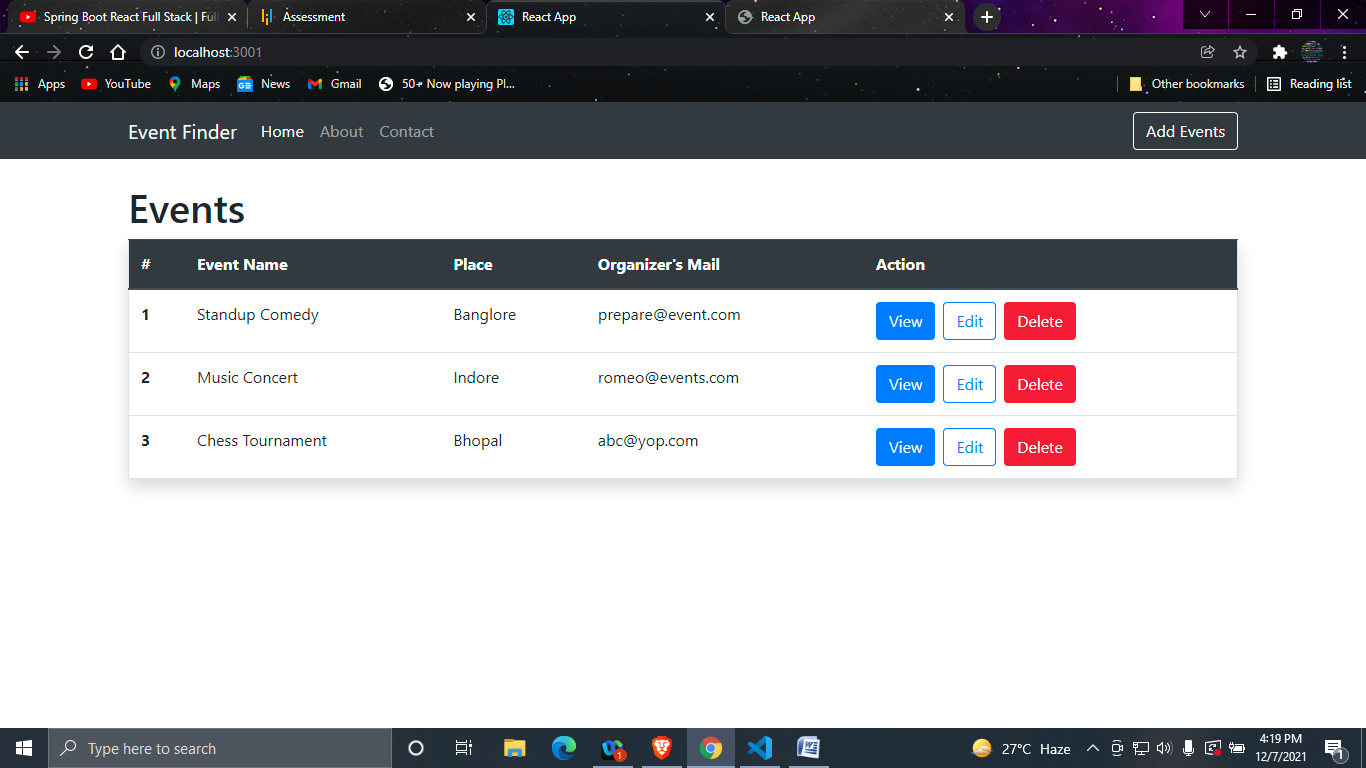 Spring Boot React Full Stack | Ful
Assessment
React App
React App
localhost:3001
Apps
YouTube
Maps
News
Gmail
50+ Now playing Pl...
Other bookmarks
Reading list
Event Finder Home About Contact Add Events
Events
# Event Name Place Organizer's Mail Action
1 Standup Comedy Banglore prepare@event.com View Edit Delete
2 Music Concert Indore romeo@events.com View Edit Delete
3 Chess Tournament Bhopal abc@yop.com View Edit Delete
Type here to search
1
27°C Haze
4:19 PM
12/7/2021
1